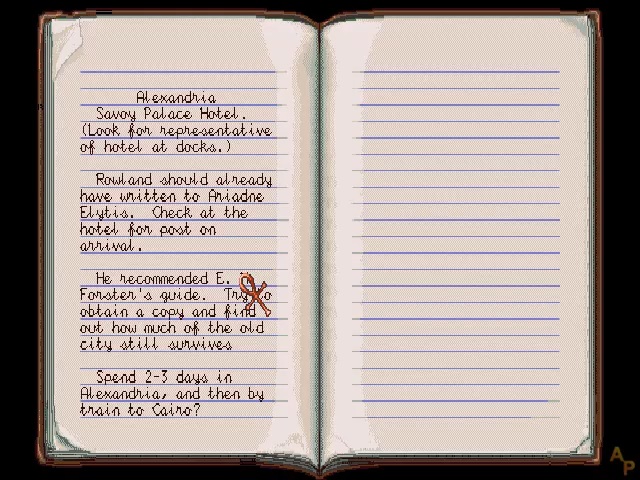 Alexandria
Savoy Palace Hotel.
(Look for representative
of hotel at docks.)
Rowland should already
have written to Ariadne
Elytis. Check at the
hotel for post on
arrival.
He recommended E.
Forster's guide. Try to
obtain a copy and find
out how much of the old
city still survives
Spend 2-3 days in
Alexandria, and then by
train to Cairo?
AP